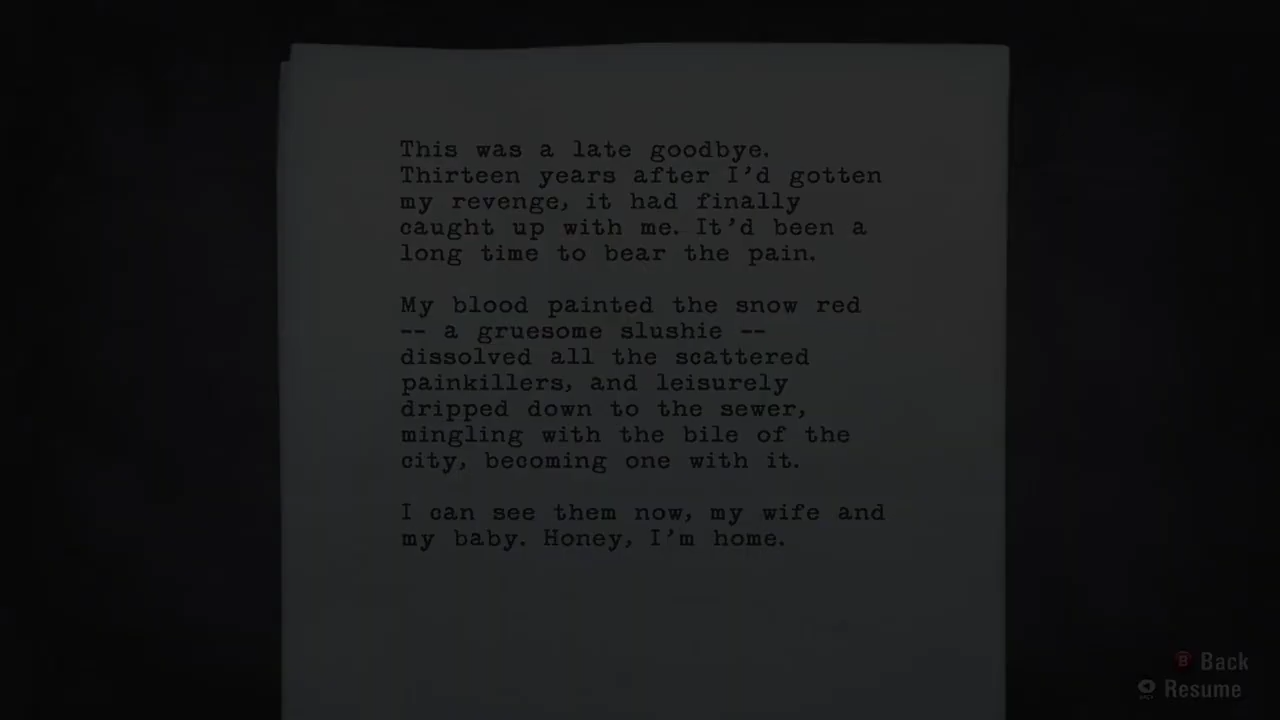 This was a late goodbye.
Thirteen years after I'd gotten
my revenge, it had finally
caught up with me. It'd been a
long time to bear the pain.
My blood painted the snow red
-- a gruesome slushie --
dissolved all the scattered
painkillers, and leisurely
dripped down to the sewer,
mingling with the bile of the
city, becoming one with it.
I can see them now, my wife and
my baby. Honey, I'm home.
B Back
BACK Resume